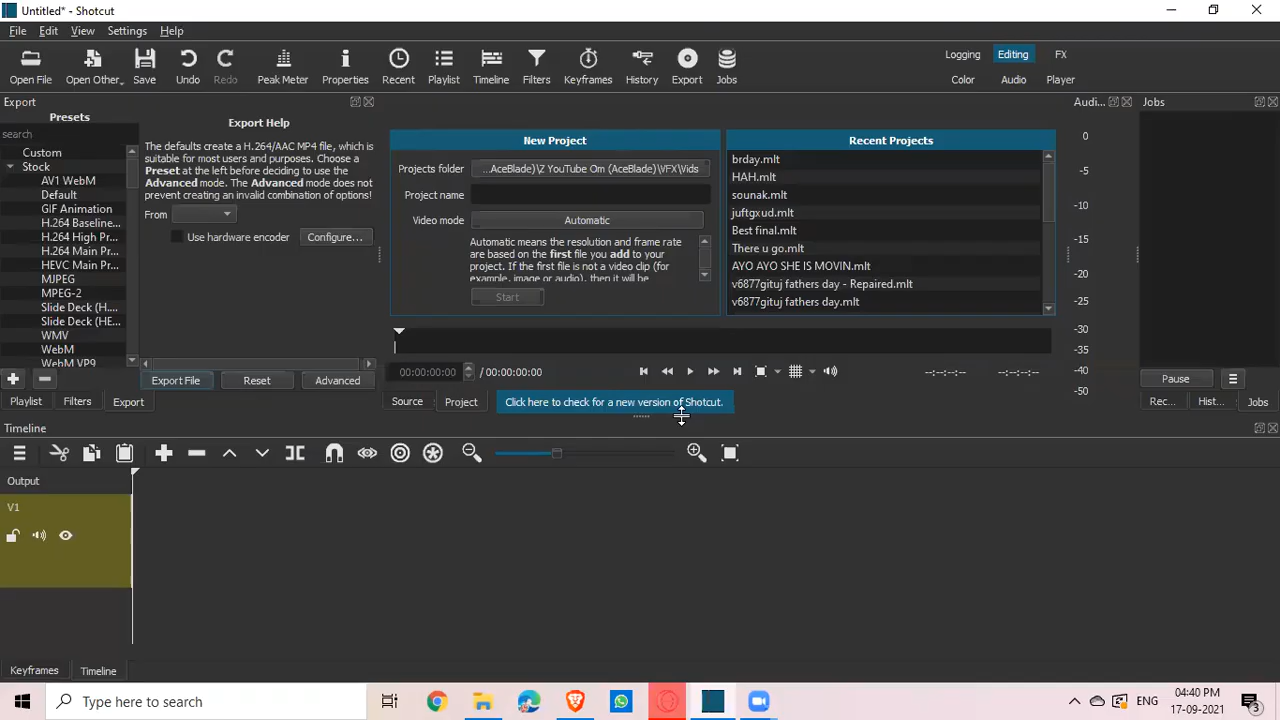 Untitled* - Shotcut
File Edit View Settings Help
Open File Open Other.. Save Undo Redo Peak Meter Properties Recent Playlist Timeline Filters Keyframes History Export Jobs
Logging Editing FX
Color Audio Player
Export
Presets
search
Custom
Stock
AV1 WebM
Default
GIF Animation
H.264 Baseline...
H.264 High Pr...
H.264 Main Pr...
HEVC Main Pr...
MJPEG
MPEG-2
Slide Deck (H....
Slide Deck (HE...
WMV
WebM
WebM VP9
Export Help
The defaults create a H.264/AAC MP4 file, which is
suitable for most users and purposes. Choose a
Preset at the left before deciding to use the
Advanced mode. The Advanced mode does not
prevent creating an invalid combination of options!
From
Use hardware encoder Configure...
Export File Reset Advanced
Playlist Filters Export
New Project
Projects folder ...AceBlade)\Z YouTube Om (AceBlade)\VFX\Vids
Project name
Video mode Automatic
Automatic means the resolution and frame rate
are based on the first file you add to your
project. If the first file is not a video clip (for
example, image or audio), then it will be
Start
Recent Projects
brday.mlt
HAH.mlt
sounak.mlt
juftgxud.mlt
Best final.mlt
There u go.mlt
AYO AYO SHE IS MOVIN.mlt
v6877gituj fathers day - Repaired.mlt
v6877gituj fathers day.mlt
00:00:00:00 / 00:00:00:00 --:--:--:-- --:--:--:--
Source Project Click here to check for a new version of Shotcut.
Audi...
0
-5
-10
-15
-20
-25
-30
-35
-40
-50
Jobs
Pause
Rec... Hist... Jobs
Timeline
Output
V1
Keyframes Timeline
Type here to search
ENG
04:40 PM
17-09-2021
3